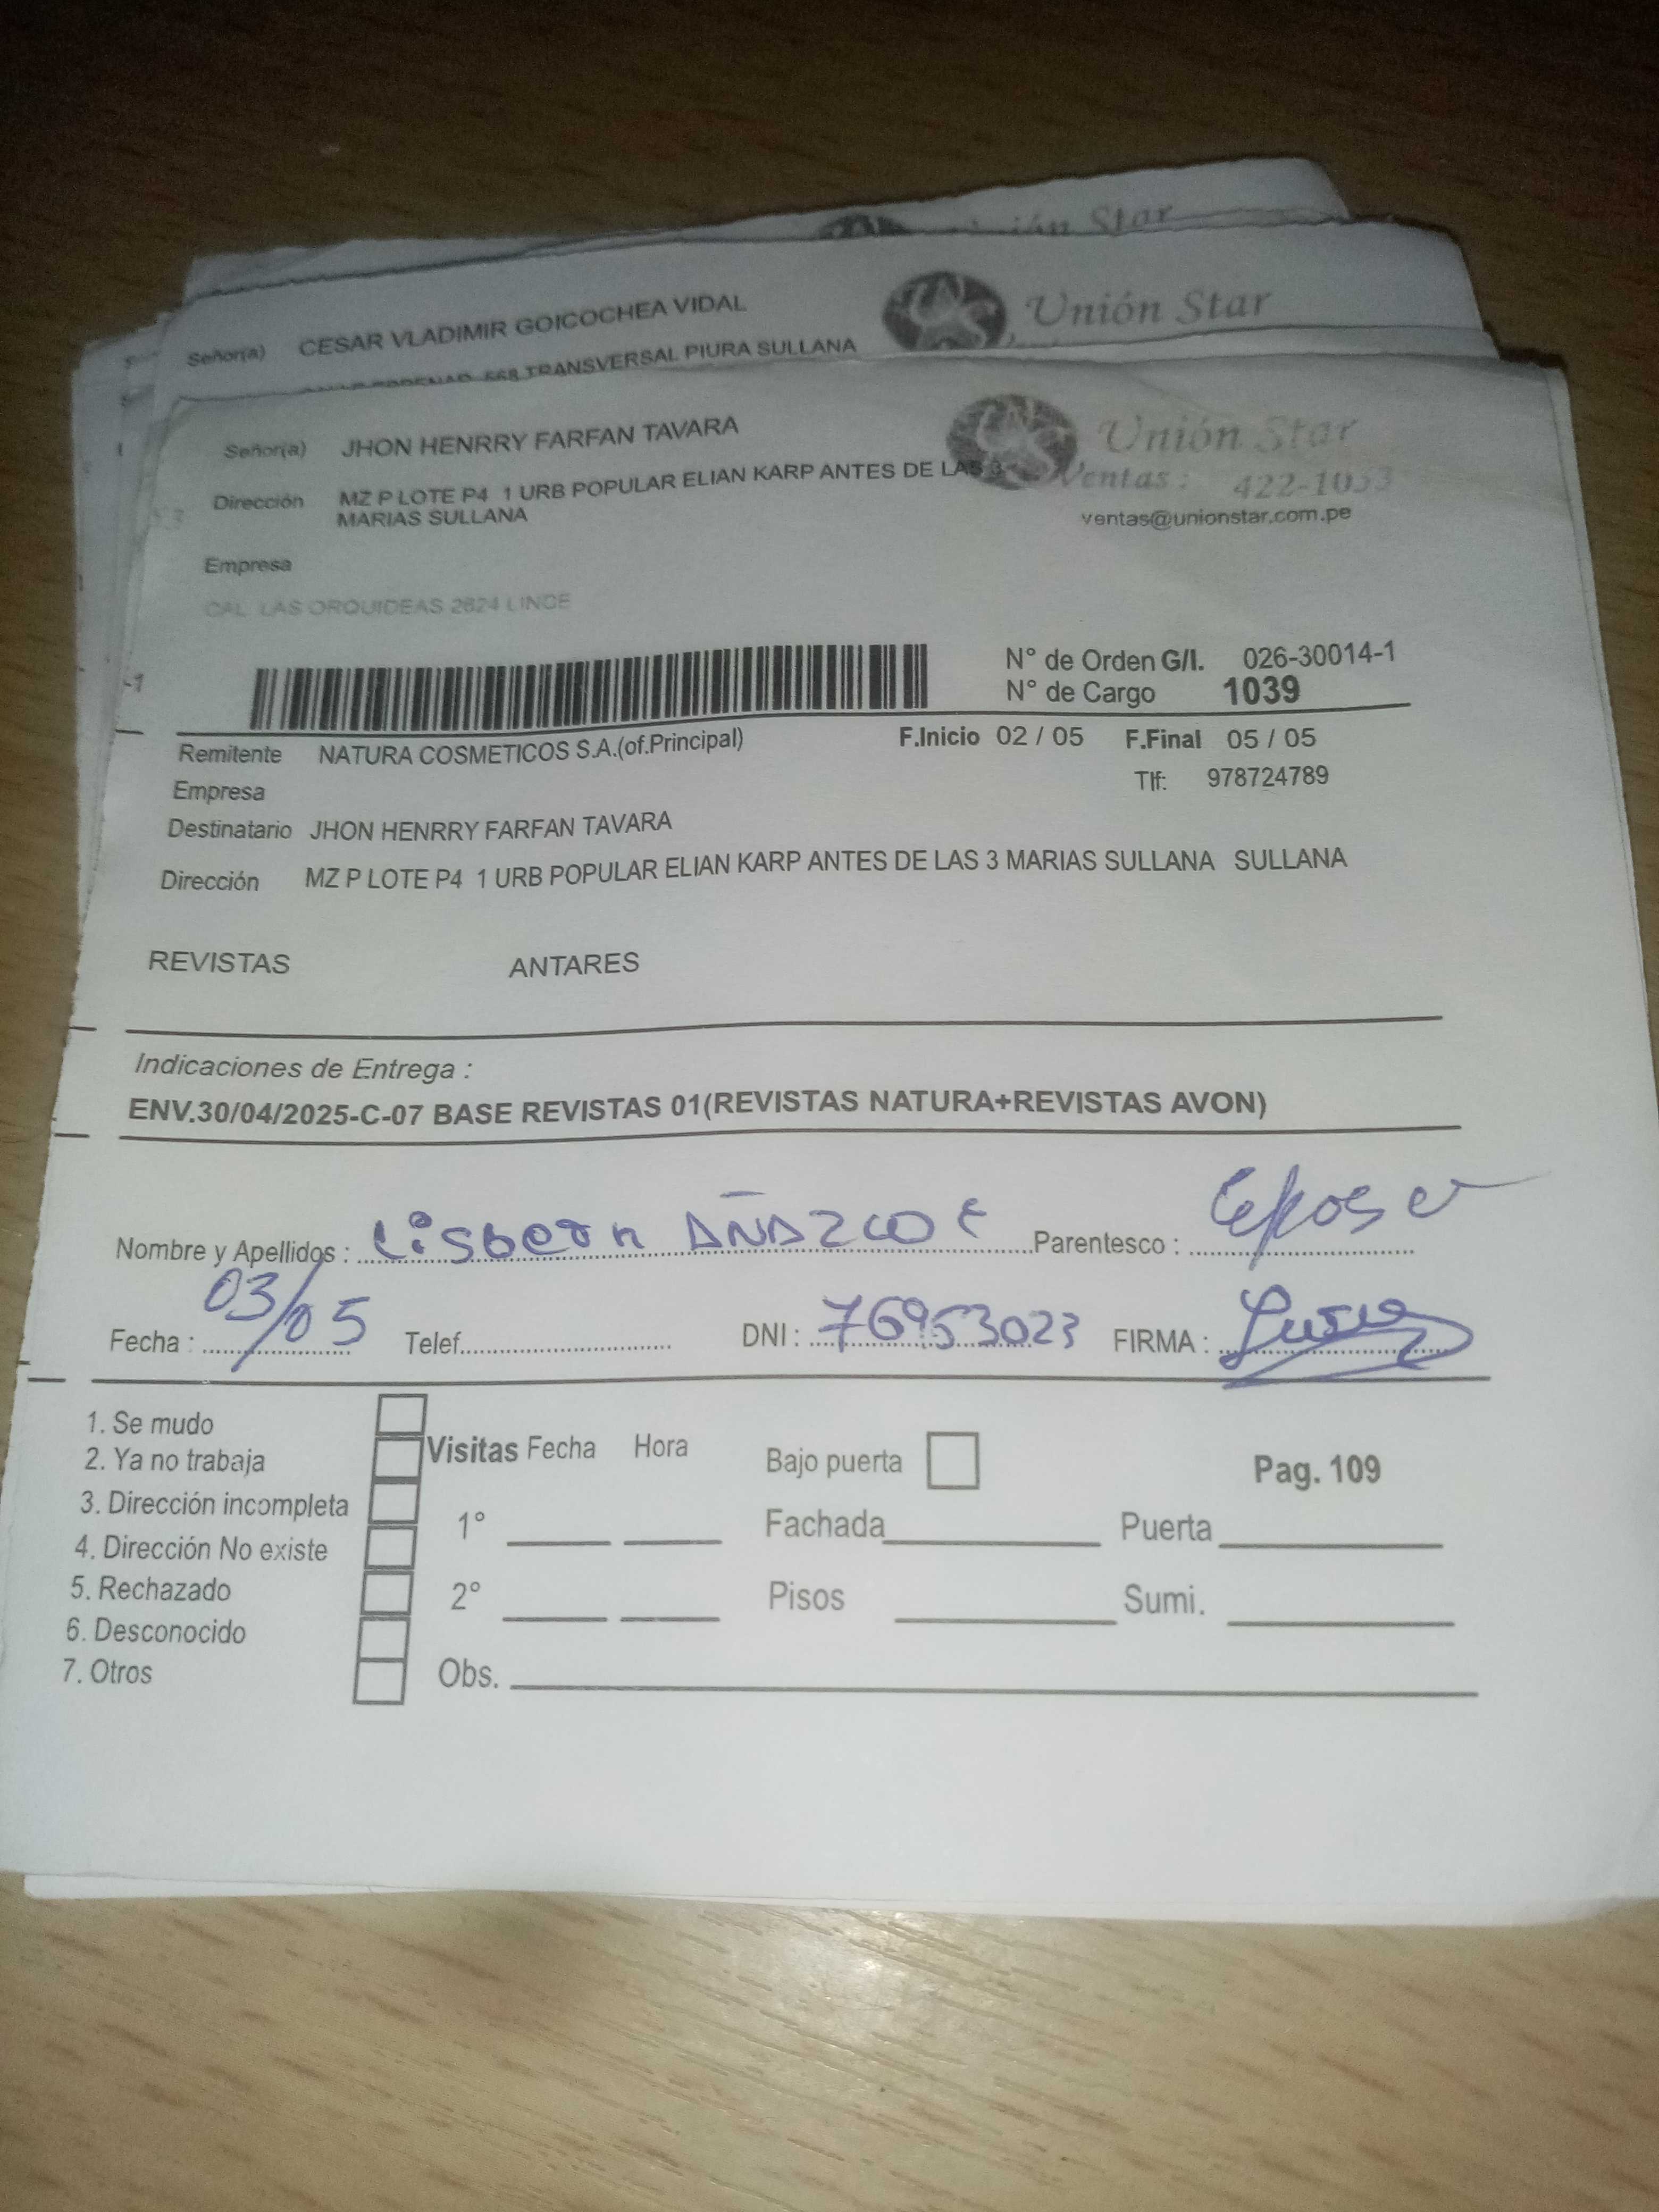 Unión Star
Señor(a) CESAR VLADIMIR GOICOCHEA VIDAL
Unión Star
568 TRANSVERSAL PIURA SULLANA
Señor(a) JHON HENRRY FARFAN TAVARA
Unión Star
Dirección MZ P LOTE P4 1 URB POPULAR ELIAN KARP ANTES DE LAS 3
MARIAS SULLANA
Ventas: 422-1053
ventas@unionstar.com.pe
Empresa
CAL. LAS ORQUIDEAS 2624 LINCE
-1
N° de Orden G/I. 026-30014-1
N° de Cargo 1039
Remitente NATURA COSMETICOS S.A.(of.Principal)
F.Inicio 02 / 05 F.Final 05 / 05
Empresa
Tlf: 978724789
Destinatario JHON HENRRY FARFAN TAVARA
Dirección MZ P LOTE P4 1 URB POPULAR ELIAN KARP ANTES DE LAS 3 MARIAS SULLANA SULLANA
REVISTAS ANTARES
Indicaciones de Entrega :
ENV.30/04/2025-C-07 BASE REVISTAS 01(REVISTAS NATURA+REVISTAS AVON)
Nombre y Apellidos : Parentesco :
Fecha : 03/05 Telef. DNI : 76953023 FIRMA :
1. Se mudo
2. Ya no trabaja
3. Dirección incompleta
4. Dirección No existe
5. Rechazado
6. Desconocido
7. Otros
Visitas Fecha Hora
1°
2°
Obs.
Bajo puerta
Pag. 109
Fachada Puerta
Pisos Sumi.